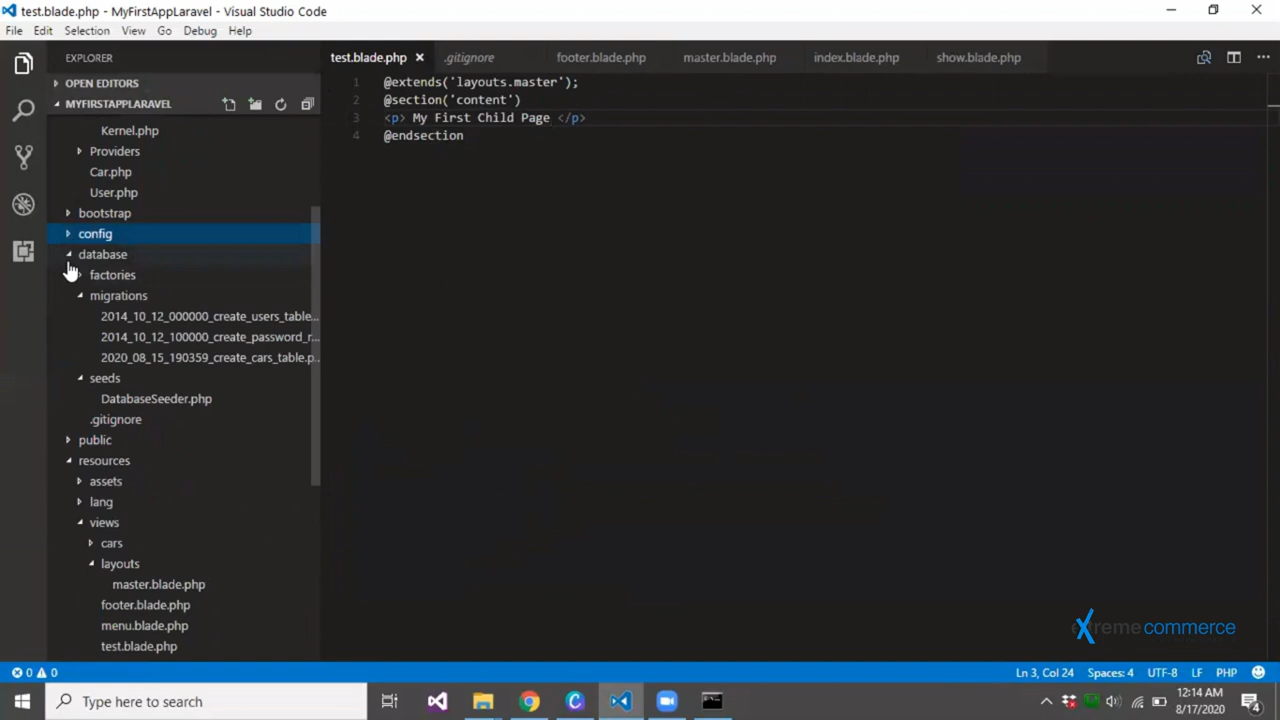 test.blade.php - MyFirstAppLaravel - Visual Studio Code
File Edit Selection View Go Debug Help
EXPLORER
test.blade.php .gitignore footer.blade.php master.blade.php index.blade.php show.blade.php
OPEN EDITORS
MYFIRSTAPPLARAVEL
Kernel.php
Providers
Car.php
User.php
bootstrap
config
database
factories
migrations
2014_10_12_000000_create_users_table...
2014_10_12_100000_create_password_r...
2020_08_15_190359_create_cars_table.p...
seeds
DatabaseSeeder.php
.gitignore
public
resources
assets
lang
views
cars
layouts
master.blade.php
footer.blade.php
menu.blade.php
test.blade.php
1 @extends('layouts.master');
2 @section('content')
3 <p> My First Child Page </p>
4 @endsection
eXtreme commerce
0 0
Ln 3, Col 24 Spaces: 4 UTF-8 LF PHP
Type here to search
12:14 AM
8/17/2020
4